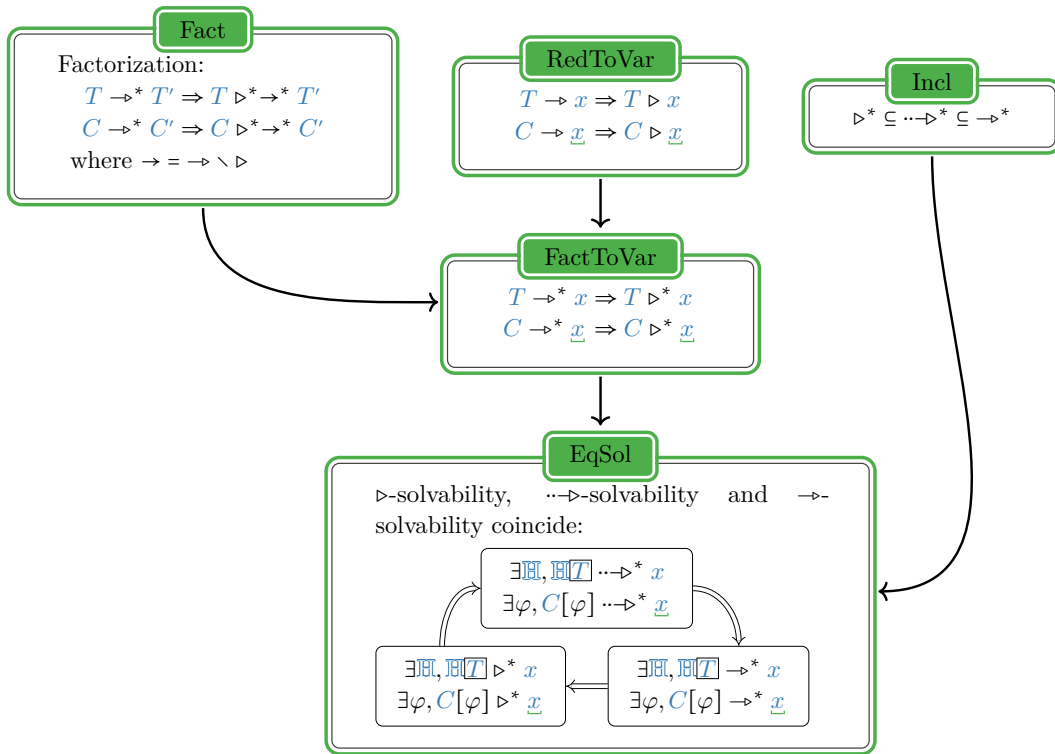 Fact
Factorization:
T –▹* T′ ⇒ T ▹*→* T′
C –▹* C′ ⇒ C ▹*→* C′
where → = –▹ ∖ ▹
RedToVar
T –▹ x ⇒ T ▹ x
C –▹ x̲ ⇒ C ▹ x̲
Incl
▹* ⊆ ··–▹* ⊆ –▹*
FactToVar
T –▹* x ⇒ T ▹* x
C –▹* x̲ ⇒ C ▹* x̲
EqSol
▹-solvability, ··–▹-solvability and –▹-
solvability coincide:
∃ℍ, ℍ[T] ··–▹* x
∃φ, C[φ] ··–▹* x̲
∃ℍ, ℍ[T] ▹* x
∃φ, C[φ] ▹* x̲
∃ℍ, ℍ[T] –▹* x
∃φ, C[φ] –▹* x̲